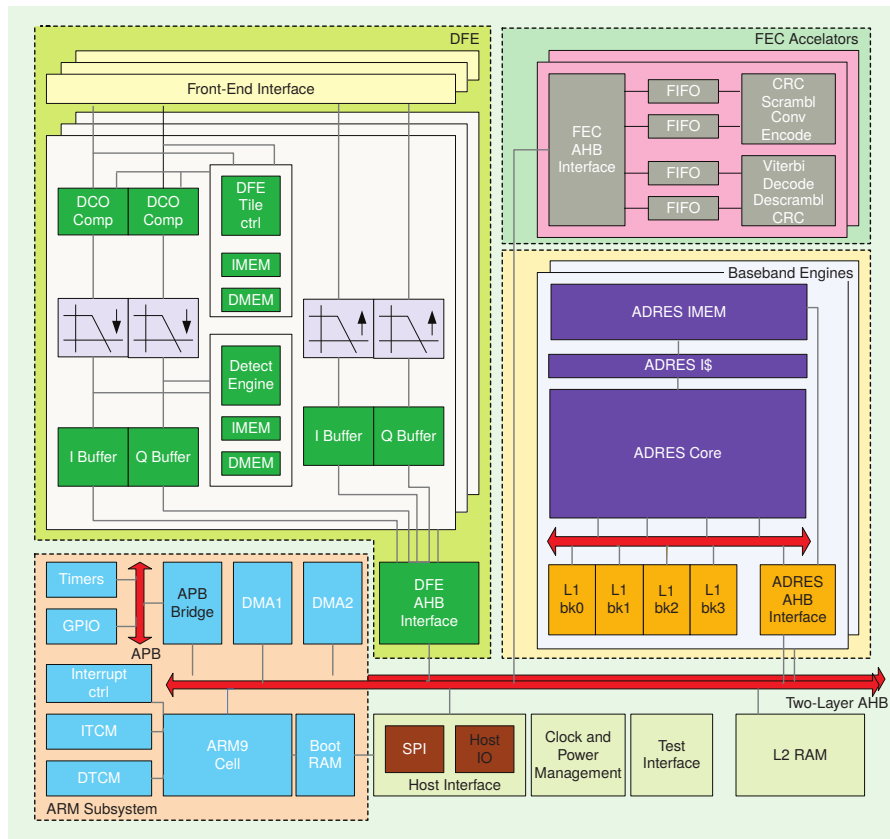 DFE
Front-End Interface
DCO
Comp
DCO
Comp
DFE
Tile
ctrl
IMEM
DMEM
Detect
Engine
IMEM
DMEM
I Buffer
Q Buffer
I Buffer
Q Buffer
DFE
AHB
Interface
FEC Accelators
FEC
AHB
Interface
FIFO
FIFO
FIFO
FIFO
CRC
Scrambl
Conv
Encode
Viterbi
Decode
Descrambl
CRC
Baseband Engines
ADRES IMEM
ADRES I$
ADRES Core
L1
bk0
L1
bk1
L1
bk2
L1
bk3
ADRES
AHB
Interface
Timers
GPIO
APB
APB
Bridge
DMA1
DMA2
Interrupt
ctrl
ITCM
DTCM
ARM9
Cell
Boot
RAM
ARM Subsystem
Two-Layer AHB
SPI
Host
IO
Host Interface
Clock and
Power
Management
Test
Interface
L2 RAM